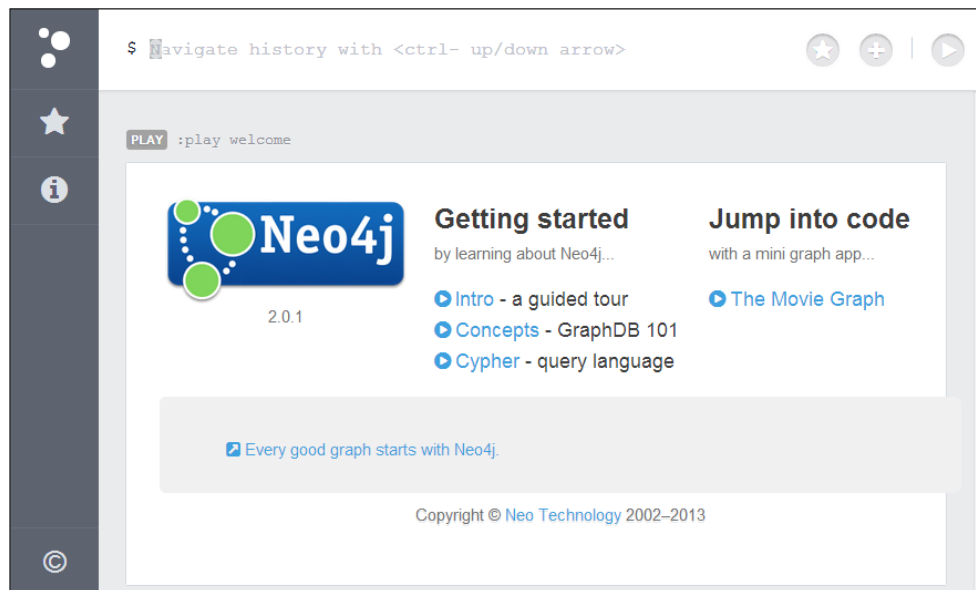 $ Navigate history with <ctrl- up/down arrow>
PLAY :play welcome
Neo4j
2.0.1
Getting started
by learning about Neo4j...
Intro - a guided tour
Concepts - GraphDB 101
Cypher - query language
Jump into code
with a mini graph app...
The Movie Graph
Every good graph starts with Neo4j.
Copyright © Neo Technology 2002–2013
©